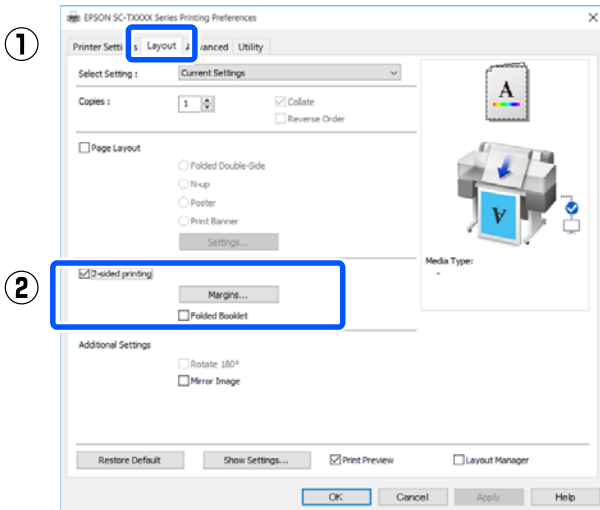 EPSON SC-TXXXX Series Printing Preferences
1
Layout
Advanced Utility
Select Setting : Current Settings
Copies : 1 Collate
Reverse Order
A
Page Layout
Folded Double-Side
N-up
Poster
Print Banner
Settings...
A
Media Type:
-
2
2-sided printing
Margins...
Folded Booklet
Additional Settings
Rotate 180°
Mirror Image
Restore Default Show Settings... Print Preview Layout Manager
OK Cancel Apply Help